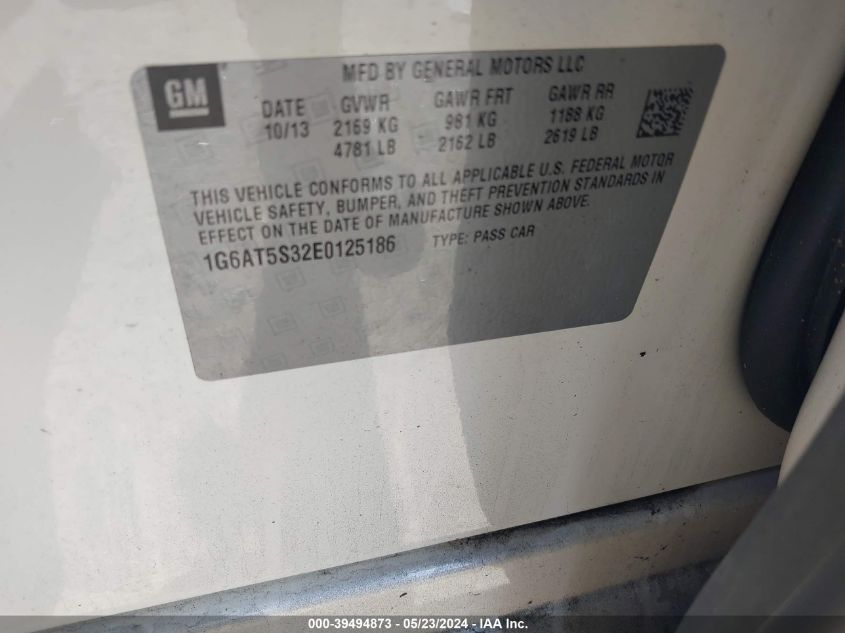 GM
MFD BY GENERAL MOTORS LLC
DATE GVWR GAWR FRT GAWR RR
10/13 2169 KG 981 KG 1188 KG
4781 LB 2162 LB 2619 LB
THIS VEHICLE CONFORMS TO ALL APPLICABLE U.S. FEDERAL MOTOR
VEHICLE SAFETY, BUMPER, AND THEFT PREVENTION STANDARDS IN
EFFECT ON THE DATE OF MANUFACTURE SHOWN ABOVE.
1G6AT5S32E0125186 TYPE: PASS CAR
000-39494873 - 05/23/2024 - IAA Inc.